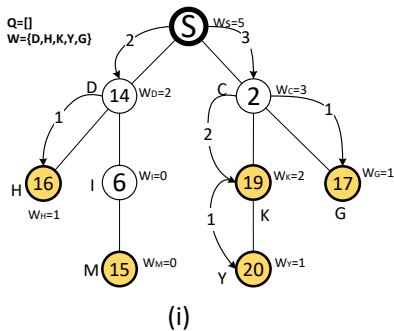 Q=[]
W={D,H,K,Y,G}
S
Ws=5
2
3
D
14
WD=2
C
2
WC=3
1
2
1
H
16
WH=1
I
6
WI=0
19
WK=2
K
17
WG=1
G
1
M
15
WM=0
Y
20
WY=1
(i)